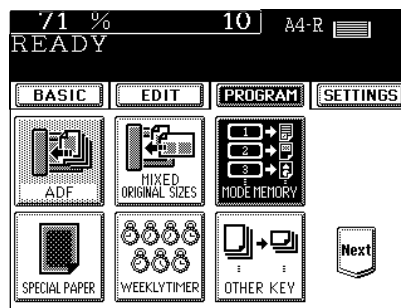 71 % 10 A4-R
READY
BASIC EDIT PROGRAM SETTINGS
1
2
3
ADF
MIXED
ORIGINAL SIZES
MODE MEMORY
SPECIAL PAPER
WEEKLYTIMER
OTHER KEY
Next